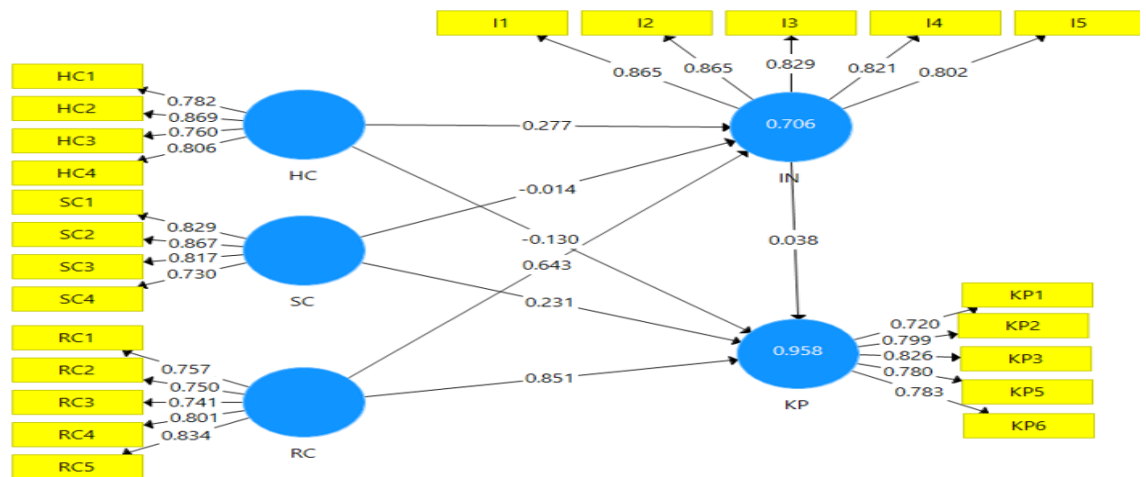 I1
I2
I3
I4
I5
0.865
0.865
0.829
0.821
0.802
HC1
HC2
HC3
HC4
0.782
0.869
0.760
0.806
HC
0.277
0.706
IN
SC1
SC2
SC3
SC4
0.829
0.867
0.817
0.730
SC
-0.014
-0.130
0.643
0.231
0.038
RC1
RC2
RC3
RC4
RC5
0.757
0.750
0.741
0.801
0.834
RC
0.851
0.958
KP
0.720
0.799
0.826
0.780
0.783
KP1
KP2
KP3
KP5
KP6